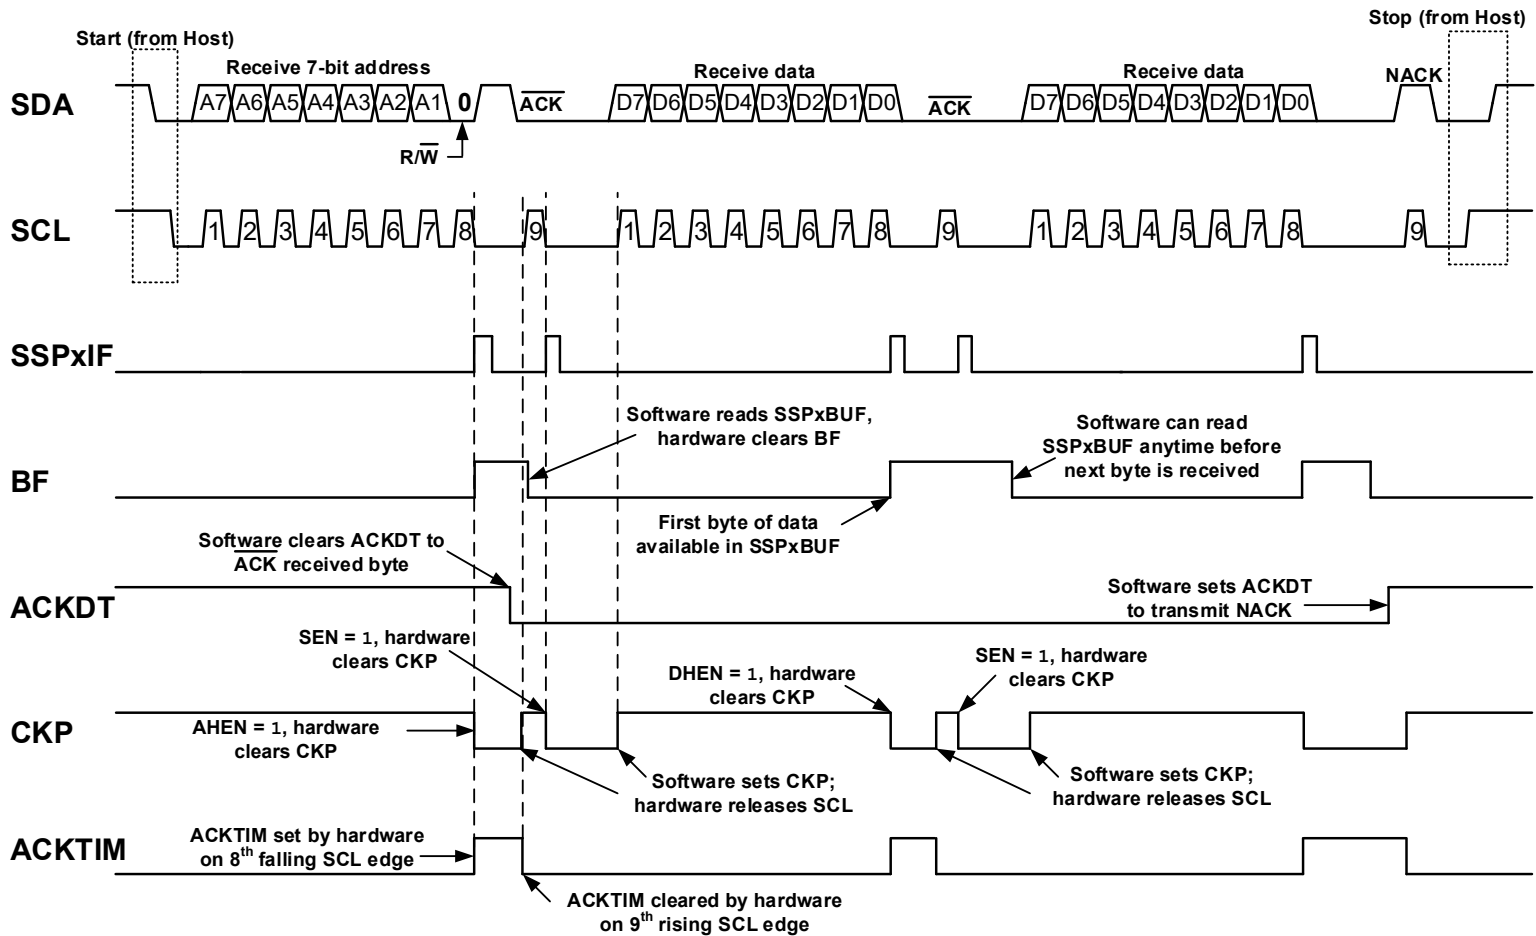 Start (from Host)
Stop (from Host)
Receive 7-bit address
Receive data
Receive data
NACK
SDA
A7 A6 A5 A4 A3 A2 A1 0 ACK D7 D6 D5 D4 D3 D2 D1 D0 ACK D7 D6 D5 D4 D3 D2 D1 D0
R/W
SCL
1 2 3 4 5 6 7 8 9 1 2 3 4 5 6 7 8 9 1 2 3 4 5 6 7 8 9
SSPxIF
Software reads SSPxBUF,
hardware clears BF
Software can read
SSPxBUF anytime before
next byte is received
BF
First byte of data
available in SSPxBUF
Software clears ACKDT to
ACK received byte
ACKDT
Software sets ACKDT
to transmit NACK
SEN = 1, hardware
clears CKP
DHEN = 1, hardware
clears CKP
SEN = 1, hardware
clears CKP
CKP
AHEN = 1, hardware
clears CKP
Software sets CKP;
hardware releases SCL
Software sets CKP;
hardware releases SCL
ACKTIM
ACKTIM set by hardware
on 8th falling SCL edge
ACKTIM cleared by hardware
on 9th rising SCL edge